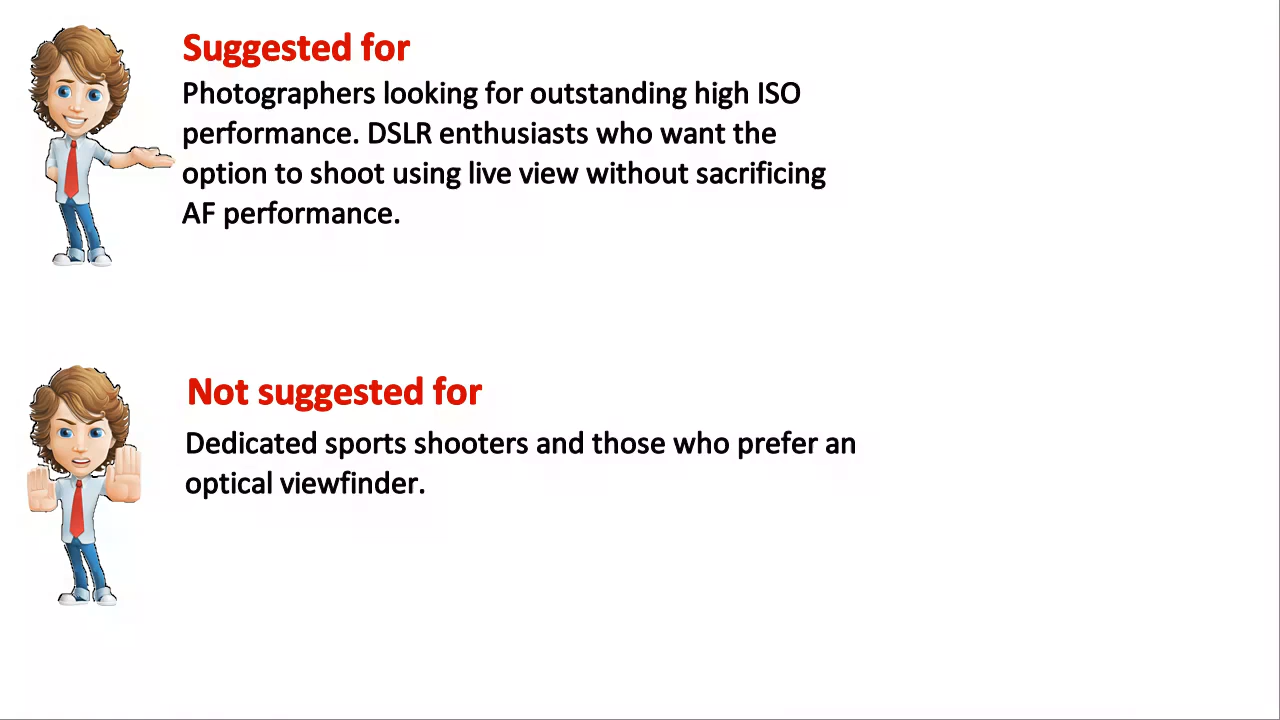 Suggested for
Photographers looking for outstanding high ISO
performance. DSLR enthusiasts who want the
option to shoot using live view without sacrificing
AF performance.
Not suggested for
Dedicated sports shooters and those who prefer an
optical viewfinder.